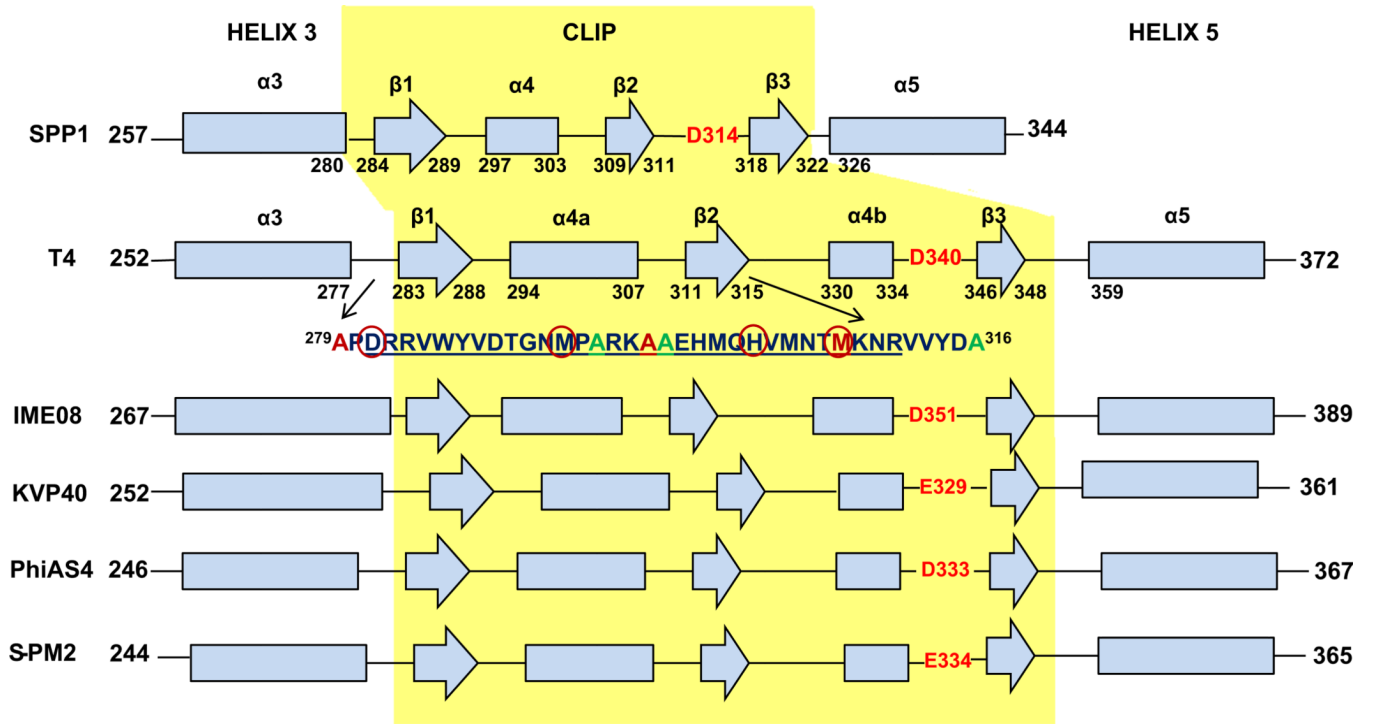 HELIX 3 CLIP HELIX 5
α3 β1 α4 β2 β3 α5
SPP1 257 D314 344
280 284 289 297 303 309 311 318 322 326
α3 β1 α4a β2 α4b β3 α5
T4 252 D340 372
277 283 288 294 307 311 315 330 334 346 348 359
279APDRRVWYVDTGNMPARKAAEHMQHVMNTMKNRVVYDA316
IME08 267 D351 389
KVP40 252 E329 361
PhiAS4 246 D333 367
S-PM2 244 E334 365